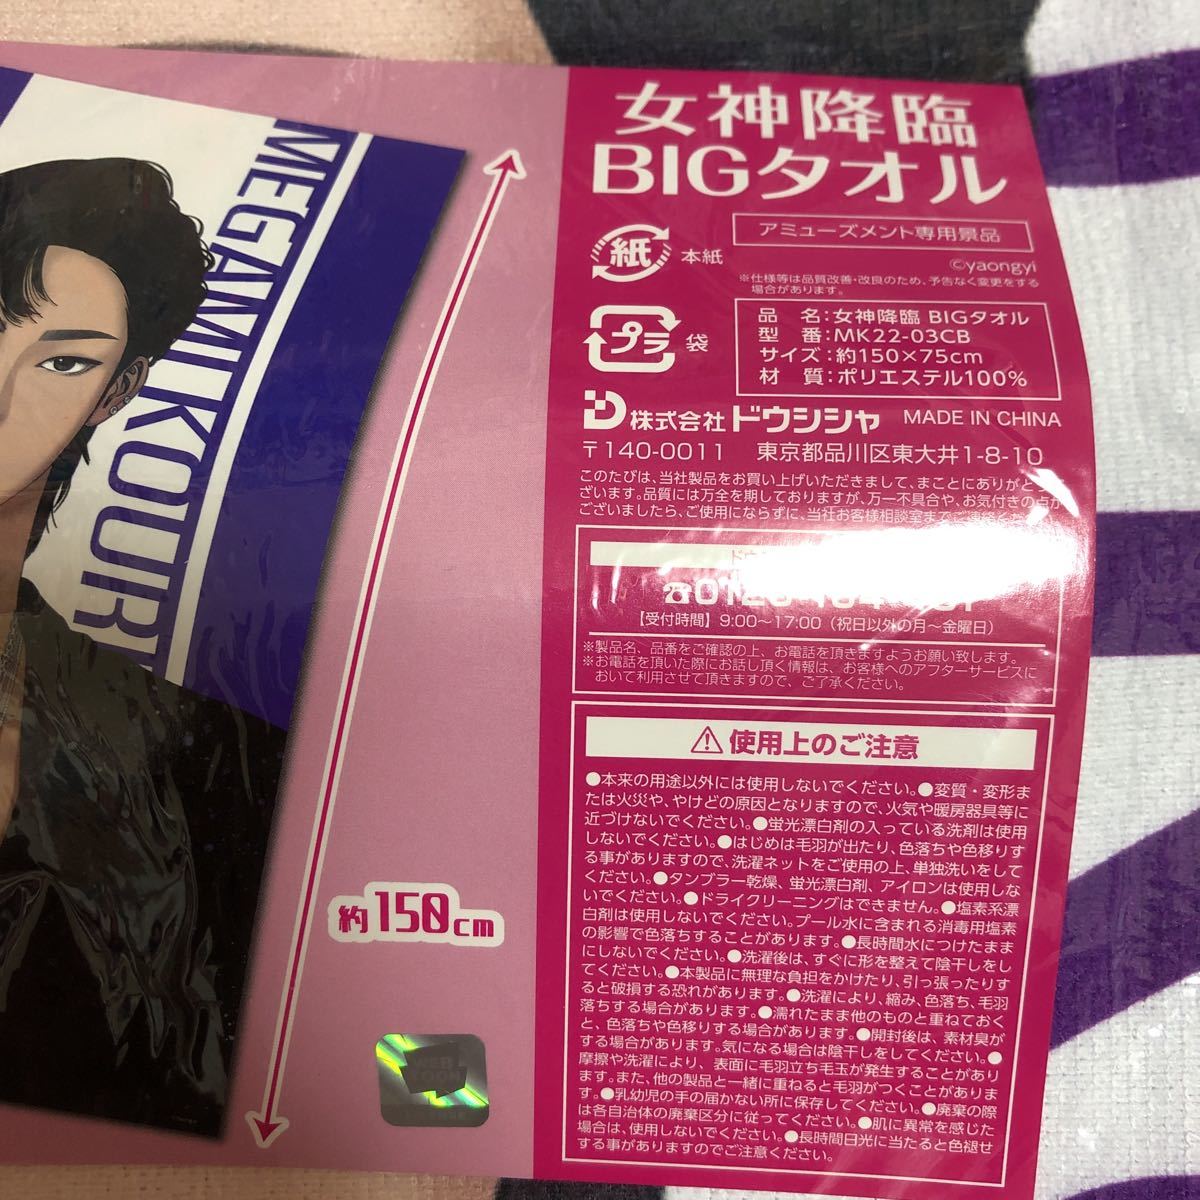 女神降臨
BIGタオル
アミューズメント専用景品
紙
本紙
©yaongyi
※仕様等は品質改善・改良のため、予告なく変更をする
場合があります。
プラ
袋
品　名：女神降臨 BIGタオル
型　番：MK22-03CB
サイズ：約150×75cm
材　質：ポリエステル100%
株式会社 ドウシシャ MADE IN CHINA
〒140-0011 東京都品川区東大井1-8-10
このたびは、当社製品をお買い上げいただきまして、まことにありがと
ざいます。品質には万全を期しておりますが、万一不具合や、お気付きの点が
ございましたら、ご使用にならずに、当社お客様相談室までご連絡く
【受付時間】9:00〜17:00（祝日以外の月〜金曜日）
※製品名、品番をご確認の上、お電話を頂きますようお願い致します。
※お電話を頂いた際にお話し頂く情報は、お客様へのアフターサービスに
おいて利用させて頂きますので、ご了承ください。
⚠使用上のご注意
●本来の用途以外には使用しないでください。●変質・変形ま
たは火災や、やけどの原因となりますので、火気や暖房器具等に
近づけないでください。●蛍光漂白剤の入っている洗剤は使用
しないでください。●はじめは毛羽が出たり、色落ちや色移りす
る事がありますので、洗濯ネットをご使用の上、単独洗いをして
ください。●タンブラー乾燥、蛍光漂白剤、アイロンは使用しな
いでください。●ドライクリーニングはできません。●塩素系漂
白剤は使用しないでください。プール水に含まれる消毒用塩素
の影響で色落ちすることがあります。●長時間水につけたまま
にしないでください。●洗濯後は、すぐに形を整えて陰干しをし
てください。●本製品に無理な負担をかけたり、引っ張ったりす
ると破損する恐れがあります。●洗濯により、縮み、色落ち、毛羽
落ちする場合があります。●濡れたまま他のものと重ねておく
と、色落ちや色移りする場合があります。●開封後は、素材臭が
する場合があります。気になる場合は陰干しをしてください。●
摩擦や洗濯により、表面に毛羽立ち毛玉が発生することがあり
ます。また、他の製品と一緒に重ねると毛羽がつくことがありま
す。●乳幼児の手の届かない所に保存してください。●廃棄の際
は各自治体の廃棄区分に従ってください。●肌に異常を感じた
場合は、使用しないでください。●長時間日光に当たると色褪せ
する事がありますのでご注意ください。
MEGAMI KOUR
約150cm
WEB
TOON